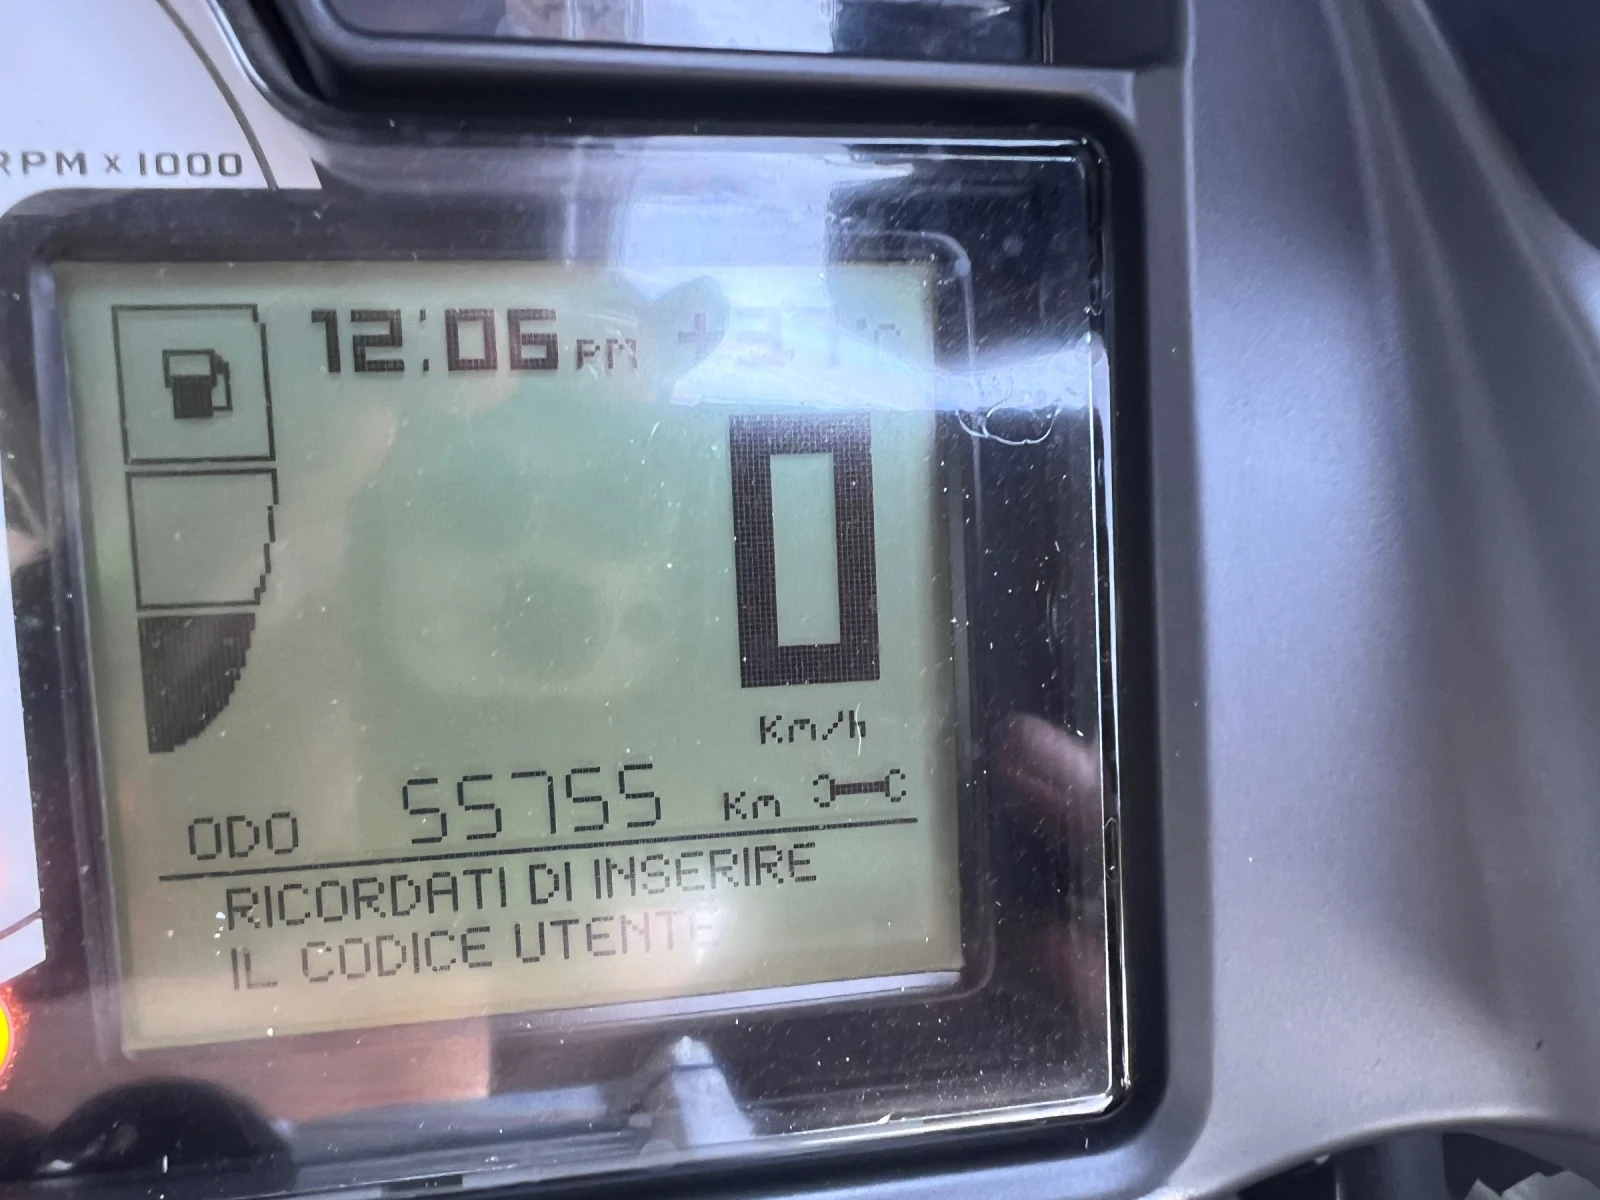 RPM x 1000
12:06 PM
0
Km/h
ODO 55755 Km
RICORDATI DI INSERIRE
IL CODICE UTENTE